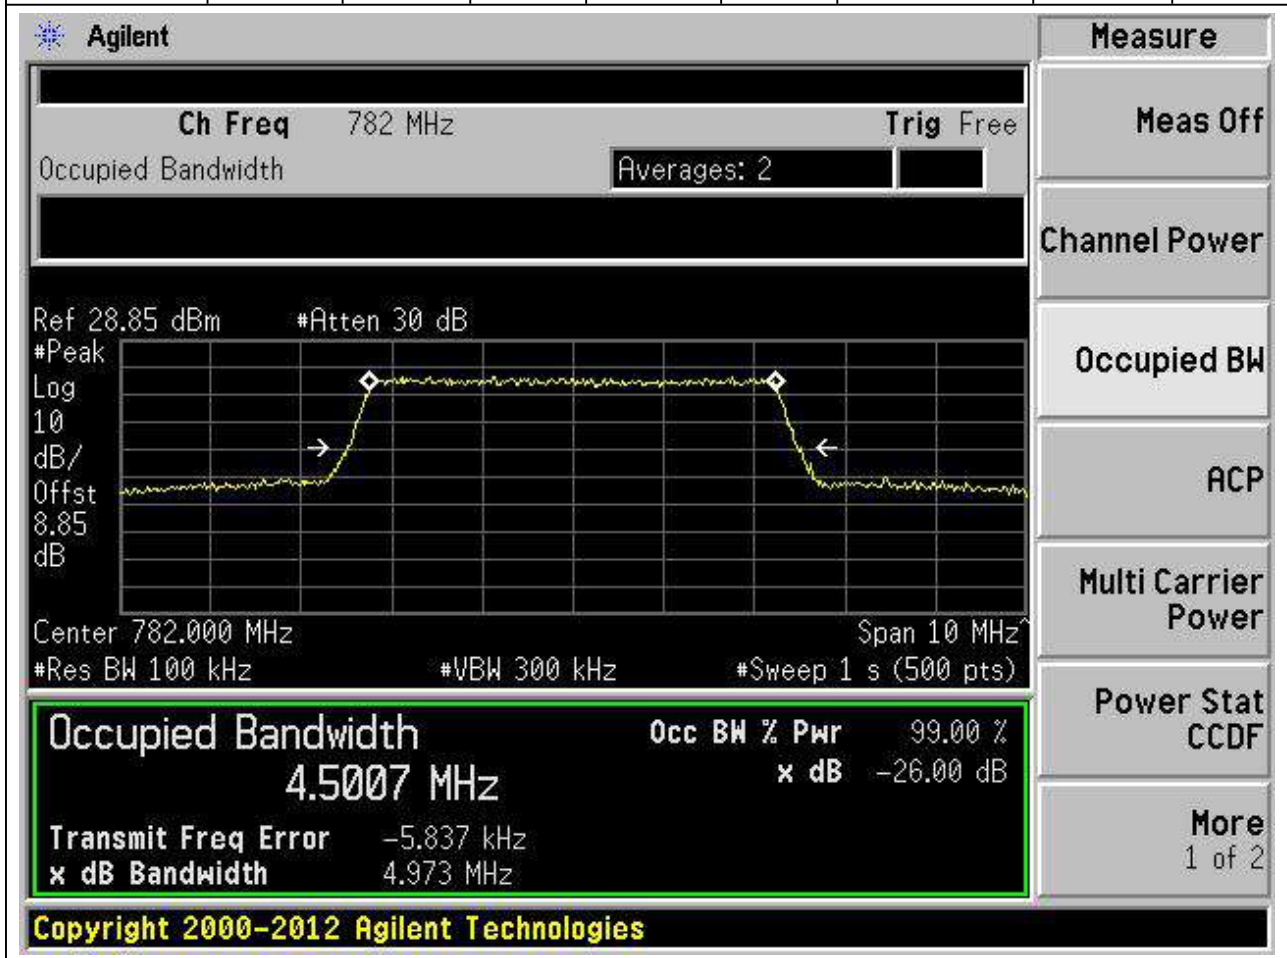 Agilent
Measure
Ch Freq 782 MHz Trig Free
Occupied Bandwidth Averages: 2
Meas Off
Channel Power
Occupied BW
ACP
Multi Carrier
Power
Power Stat
CCDF
More
1 of 2
Ref 28.85 dBm #Atten 30 dB
#Peak
Log
10
dB/
Offst
8.85
dB
Center 782.000 MHz Span 10 MHz^
#Res BW 100 kHz #VBW 300 kHz #Sweep 1 s (500 pts)
Occupied Bandwidth Occ BW % Pwr 99.00 %
4.5007 MHz x dB -26.00 dB
Transmit Freq Error -5.837 kHz
x dB Bandwidth 4.973 MHz
Copyright 2000-2012 Agilent Technologies